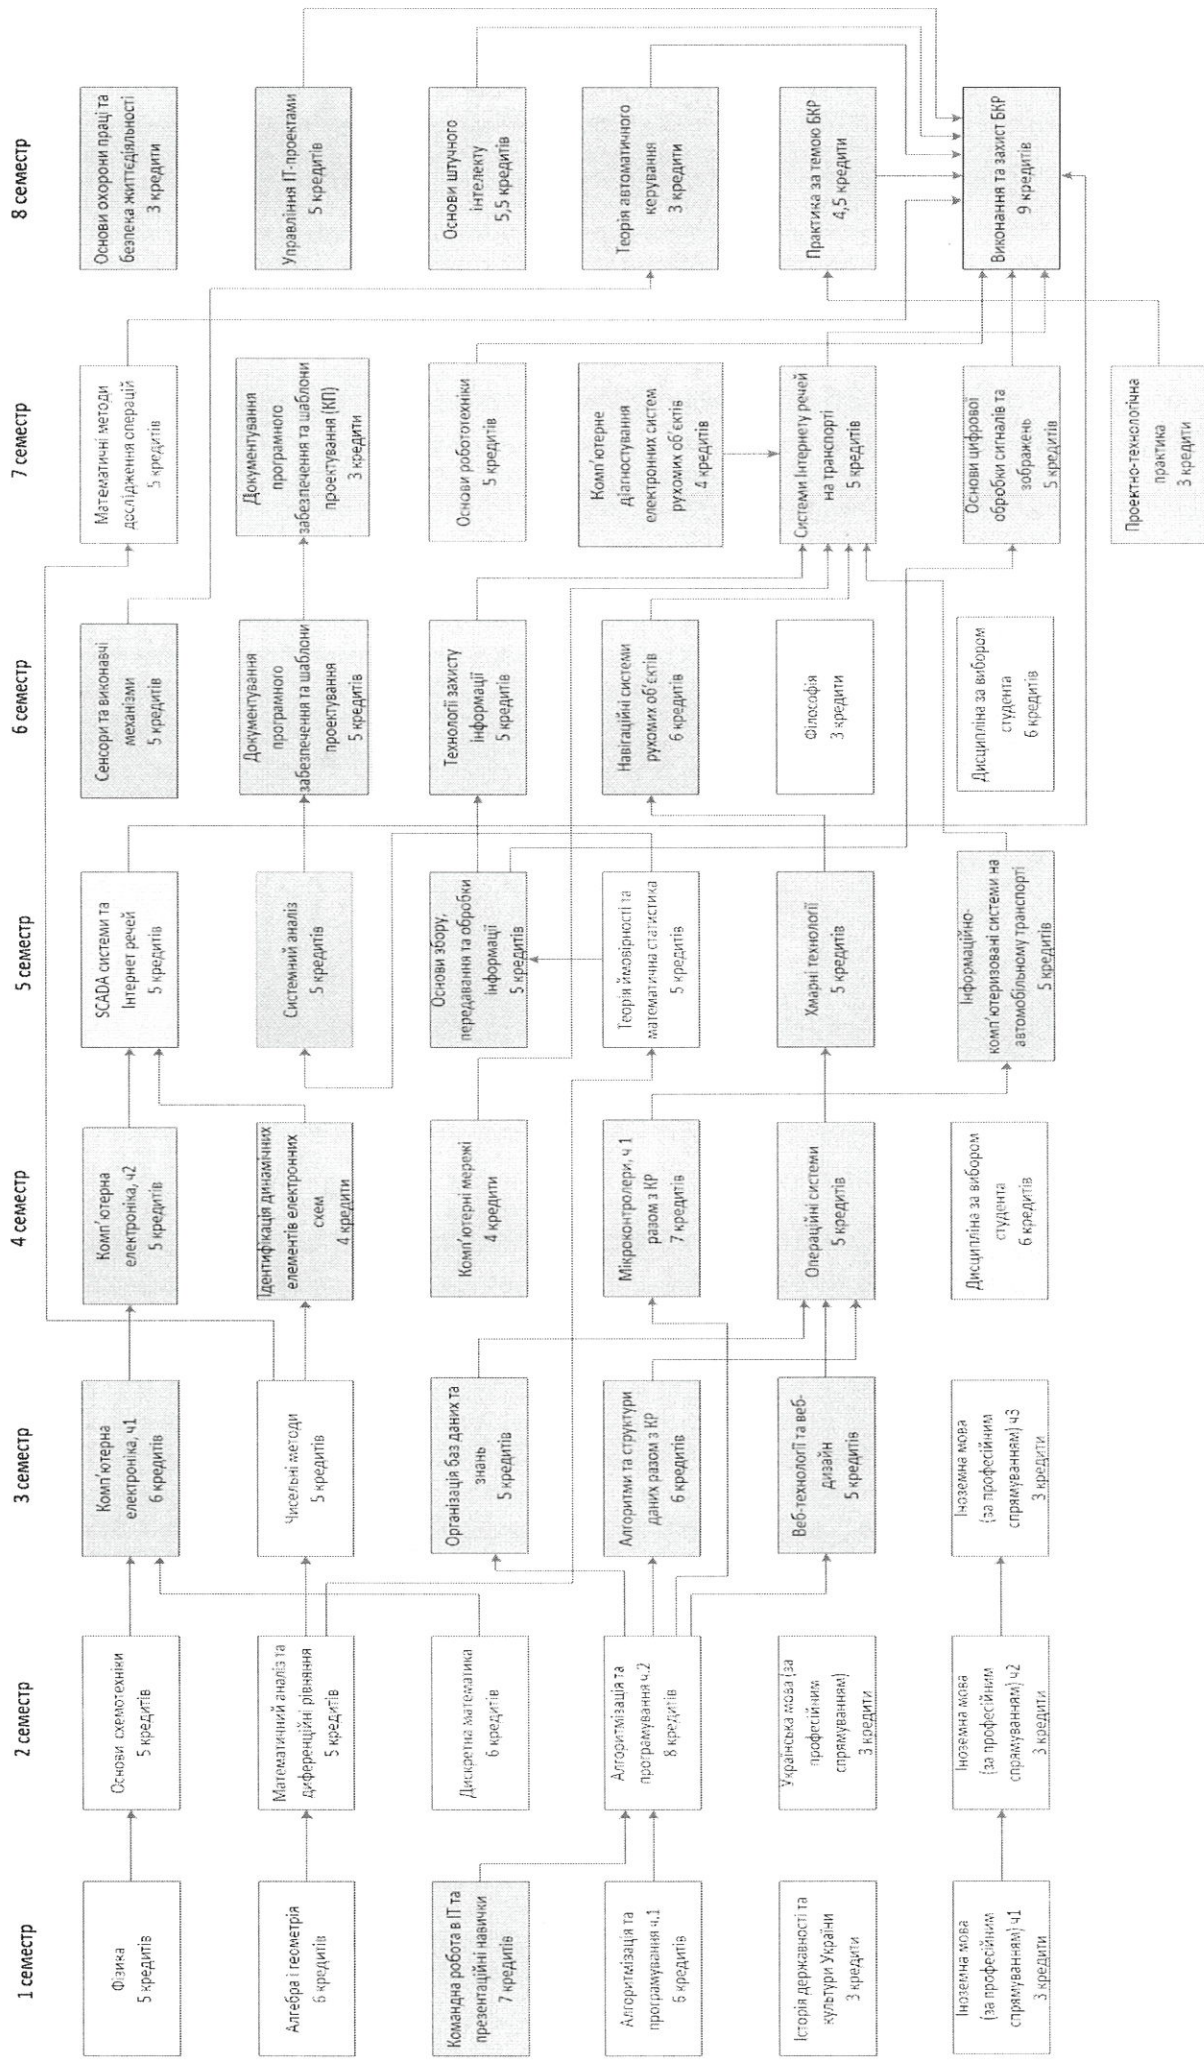 1 семестр
Фізика
5 кредитів
Алгебра і геометрія
6 кредитів
Командна робота в ІТ та
презентаційні навички
7 кредитів
Алгоритмізація та
програмування ч.1
6 кредитів
Історія державності та
культури України
3 кредити
Іноземна мова
(за професійним
спрямуванням) ч1
3 кредити
2 семестр
Основи схемотехніки
5 кредитів
Математичний аналіз та
диференційні рівняння
5 кредитів
Дискретна математика
6 кредитів
Алгоритмізація та
програмування ч.2
8 кредитів
Українська мова (за
професійним
спрямуванням)
3 кредити
Іноземна мова
(за професійним
спрямуванням) ч2
3 кредити
3 семестр
Комп'ютерна
електроніка, ч1
6 кредитів
Чисельні методи
5 кредитів
Організація баз даних та
знань
5 кредитів
Алгоритми та структури
даних разом з КР
6 кредитів
Веб-технології та веб-
дизайн
5 кредитів
Іноземна мова
(за професійним
спрямуванням) ч3
3 кредити
4 семестр
Комп'ютерна
електроніка, ч2
5 кредитів
Ідентифікація динамічних
елементів електронних
схем
4 кредити
Комп'ютерні мережі
4 кредити
Мікроконтролери, ч 1
разом з КР
7 кредитів
Операційні системи
5 кредитів
Дисципліна за вибором
студента
6 кредитів
5 семестр
SCADA системи та
Інтернет речей
5 кредитів
Системний аналіз
5 кредитів
Основи збору,
передавання та обробки
інформації
5 кредитів
Теорія ймовірності та
математична статистика
5 кредитів
Хмарні технології
5 кредитів
Інформаційно-
комп'ютеризовані системи на
автомобільному транспорті
5 кредитів
6 семестр
Сенсори та виконавчі
механізми
5 кредитів
Документування
програмного
забезпечення та шаблони
проектування
5 кредитів
Технології захисту
інформації
5 кредитів
Навігаційні системи
рухомих об'єктів
6 кредитів
Філософія
3 кредити
Дисципліна за вибором
студента
6 кредитів
7 семестр
Математичні методи
дослідження операцій
5 кредитів
Документування
програмного
забезпечення та шаблони
проектування (КП)
3 кредити
Основи робототехніки
5 кредитів
Комп'ютерне
діагностування
електронних систем
рухомих об'єктів
4 кредитів
Системи Інтернету речей
на транспорті
5 кредитів
Основи цифрової
обробки сигналів та
зображень
5 кредитів
Проектно-технологічна
практика
3 кредити
8 семестр
Основи охорони праці та
безпека життєдіяльності
3 кредити
Управління ІТ-проектами
5 кредитів
Основи штучного
інтелекту
5,5 кредитів
Теорія автоматичного
керування
3 кредити
Практика за темою БКР
4,5 кредити
Виконання та захист БКР
9 кредитів